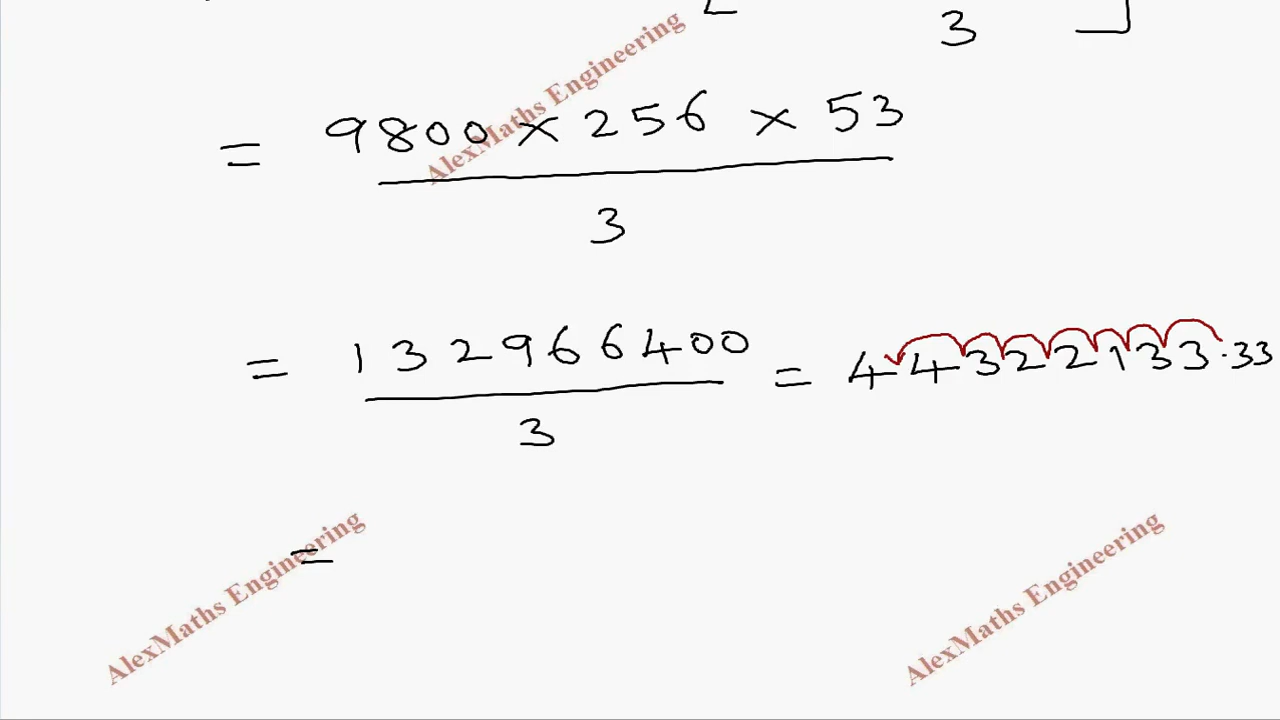 [ 3 ]
= 9800 × 256 × 53
3
= 132966400 = 44322133.33
3
=
AlexMaths Engineering
AlexMaths Engineering
AlexMaths Engineering